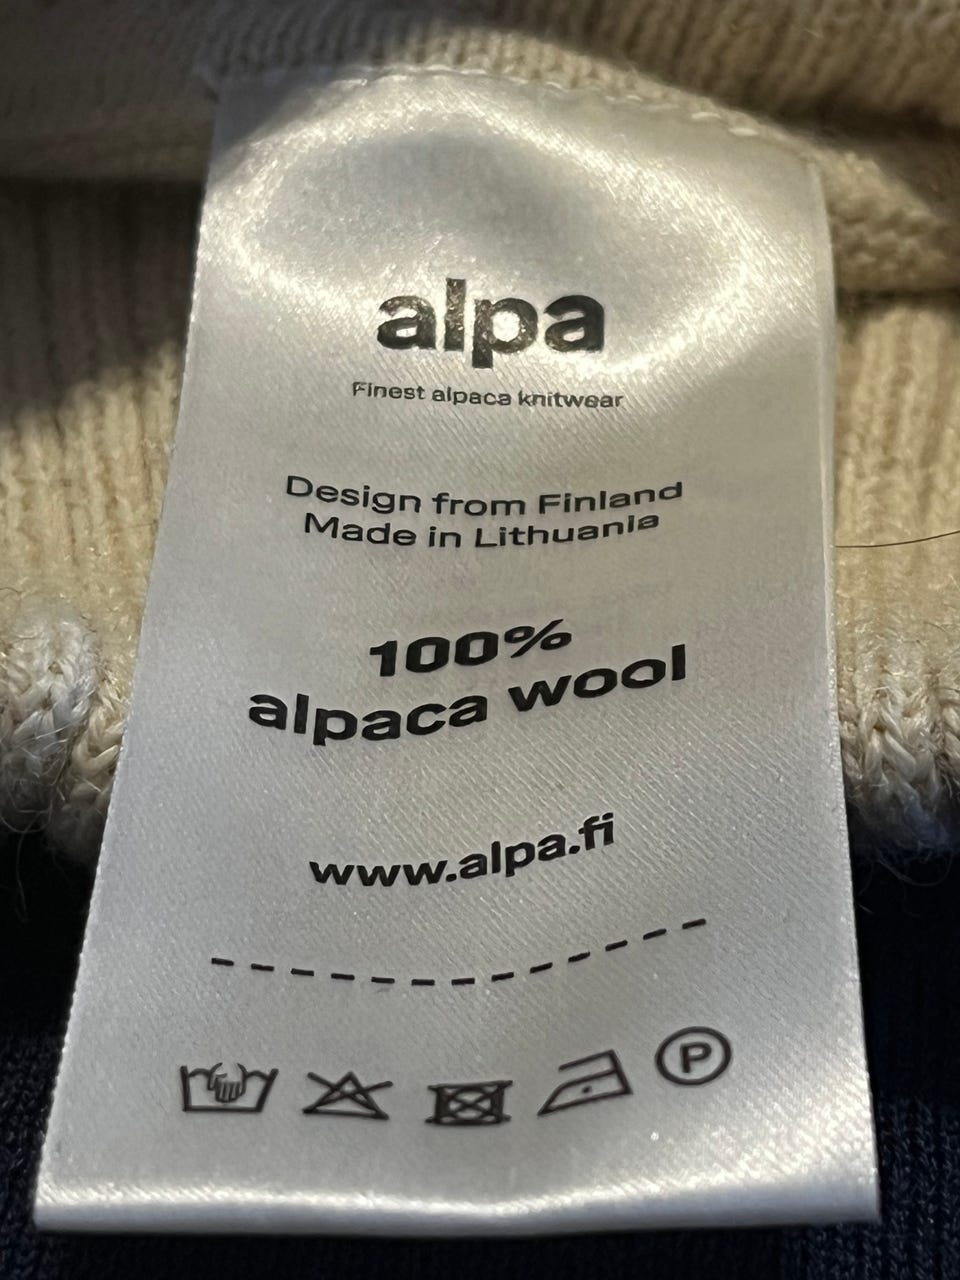 alpa
Finest alpaca knitwear
Design from Finland
Made in Lithuania
100%
alpaca wool
www.alpa.fi
P